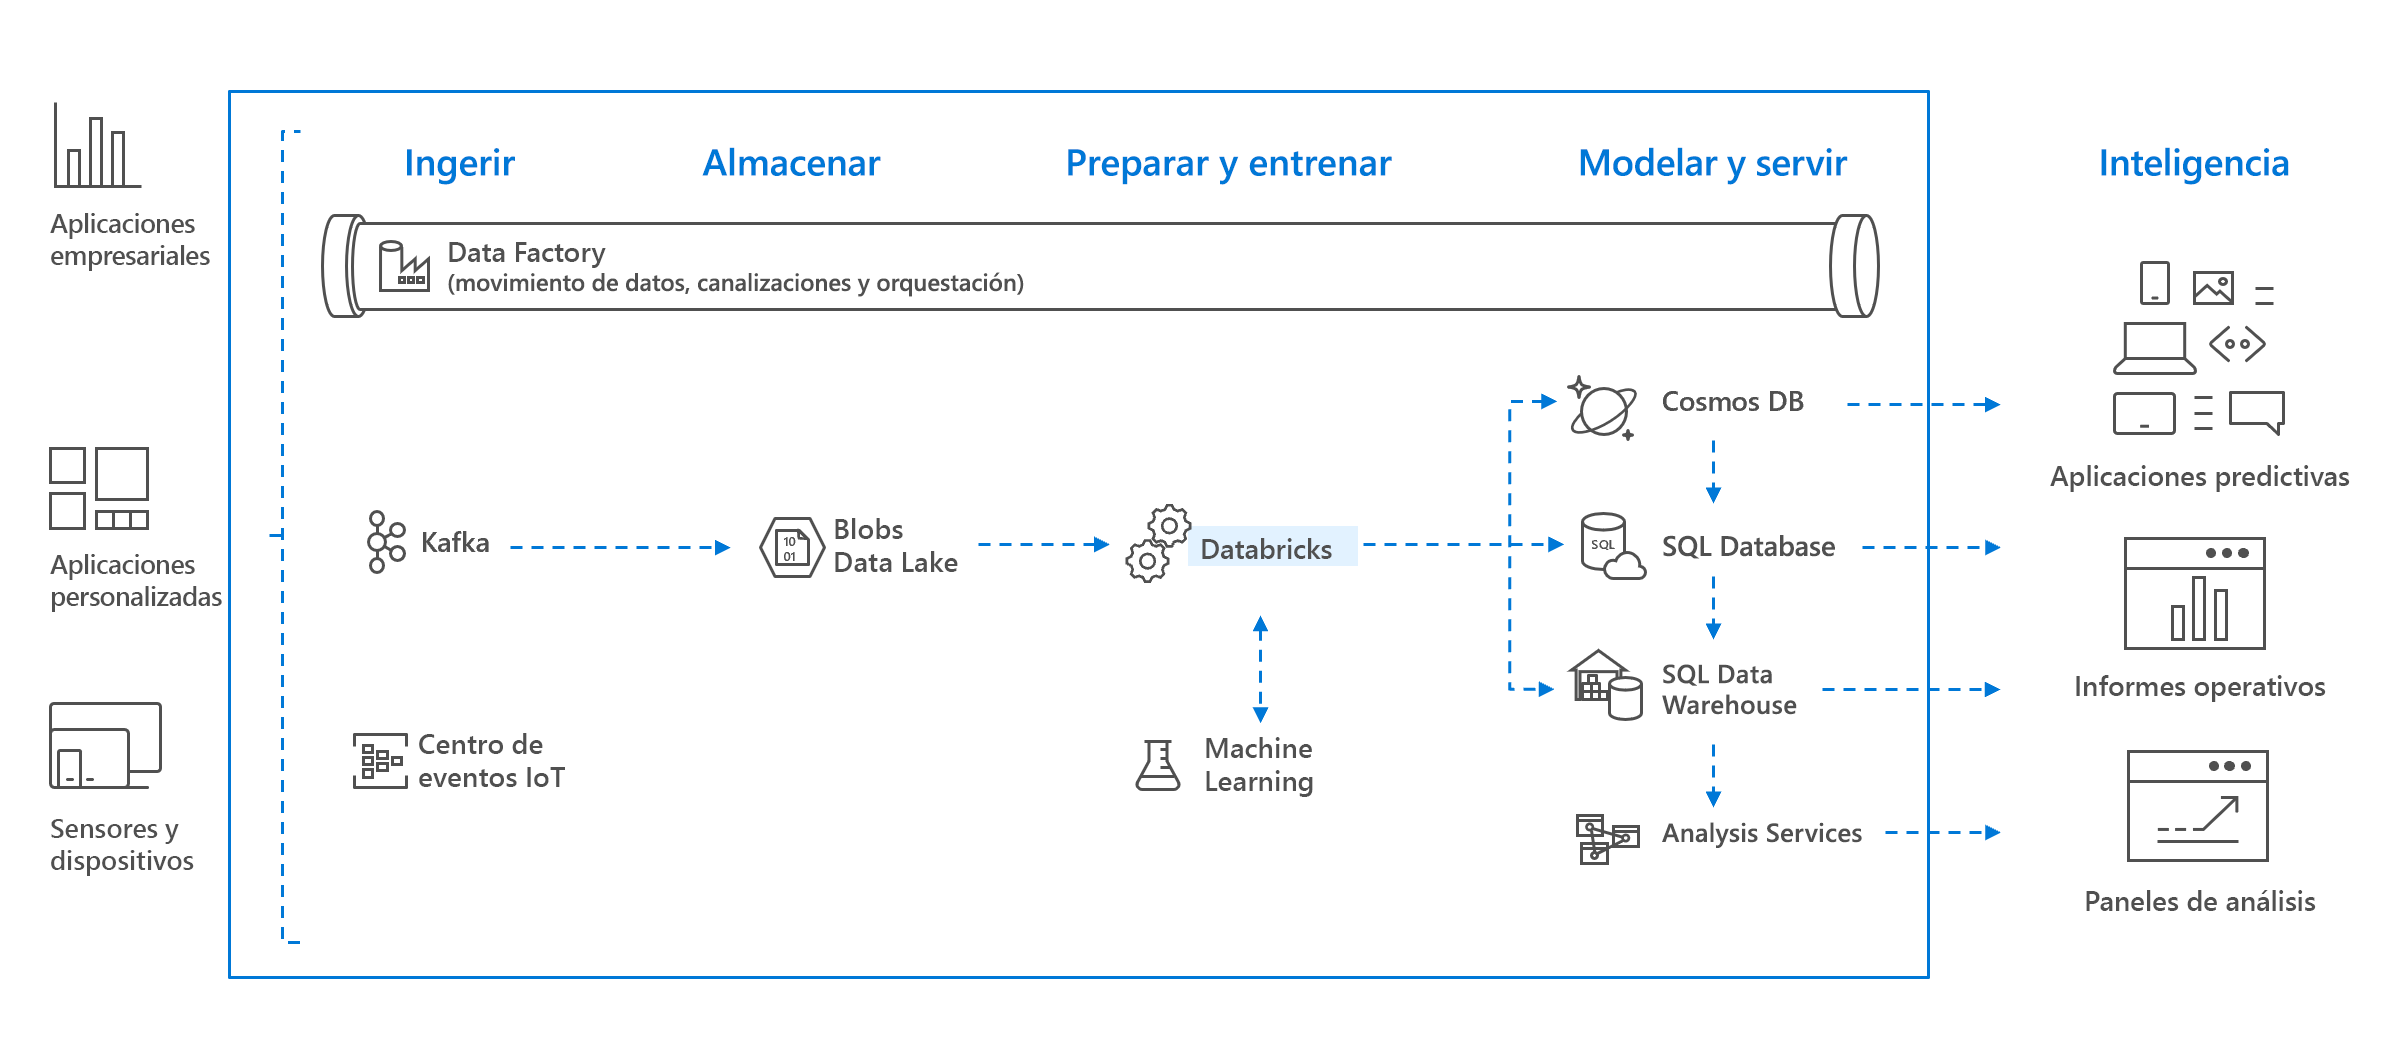 Aplicaciones
empresariales
Aplicaciones
personalizadas
Sensores y
dispositivos
Ingerir
Almacenar
Preparar y entrenar
Modelar y servir
Inteligencia
Data Factory
(movimiento de datos, canalizaciones y orquestación)
Kafka
Centro de
eventos IoT
10
01
Blobs
Data Lake
Databricks
Machine
Learning
Cosmos DB
SQL
SQL Database
SQL Data
Warehouse
Analysis Services
Aplicaciones predictivas
Informes operativos
Paneles de análisis